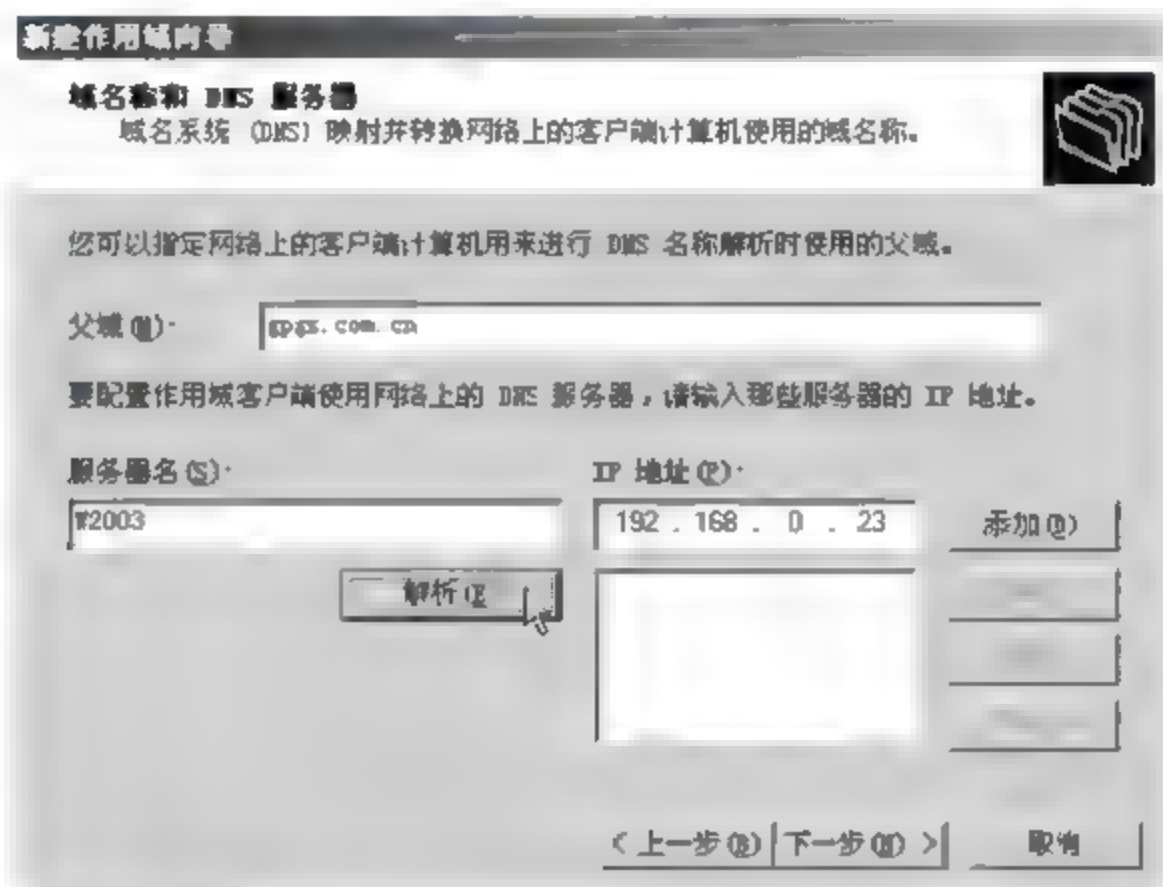 新建作用域向导
域名称和 DNS 服务器
域名系统 (DNS) 映射并转换网络上的客户端计算机使用的域名称。
您可以指定网络上的客户端计算机用来进行 DNS 名称解析时使用的父域。
父域(M):
.com.cn
要配置作用域客户端使用网络上的 DNS 服务器,请输入那些服务器的 IP 地址。
服务器名(S): IP 地址(P):
W2003 192 . 168 . 0 . 23 添加(D)
解析(E
< 上一步(B) 下一步(N) > 取消